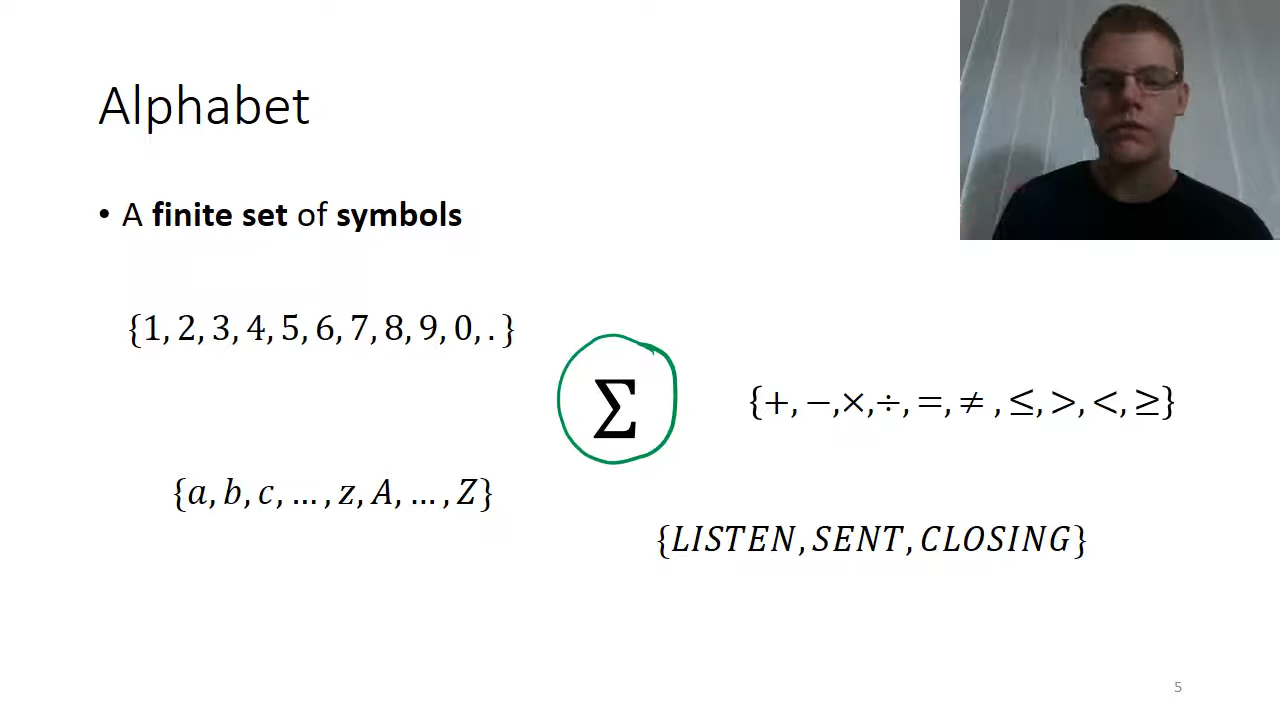 Alphabet
• A finite set of symbols
{1, 2, 3, 4, 5, 6, 7, 8, 9, 0, . }
Σ
{+, −,×,÷, =, ≠ , ≤, >, <, ≥}
{a, b, c, … , z, A, … , Z}
{LISTEN, SENT, CLOSING}
5